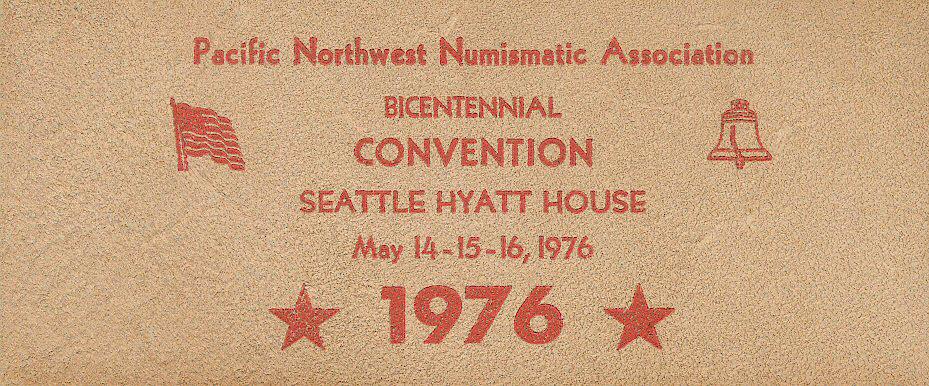 Pacific Northwest Numismatic Association
BICENTENNIAL
CONVENTION
SEATTLE HYATT HOUSE
May 14-15-16, 1976
1976